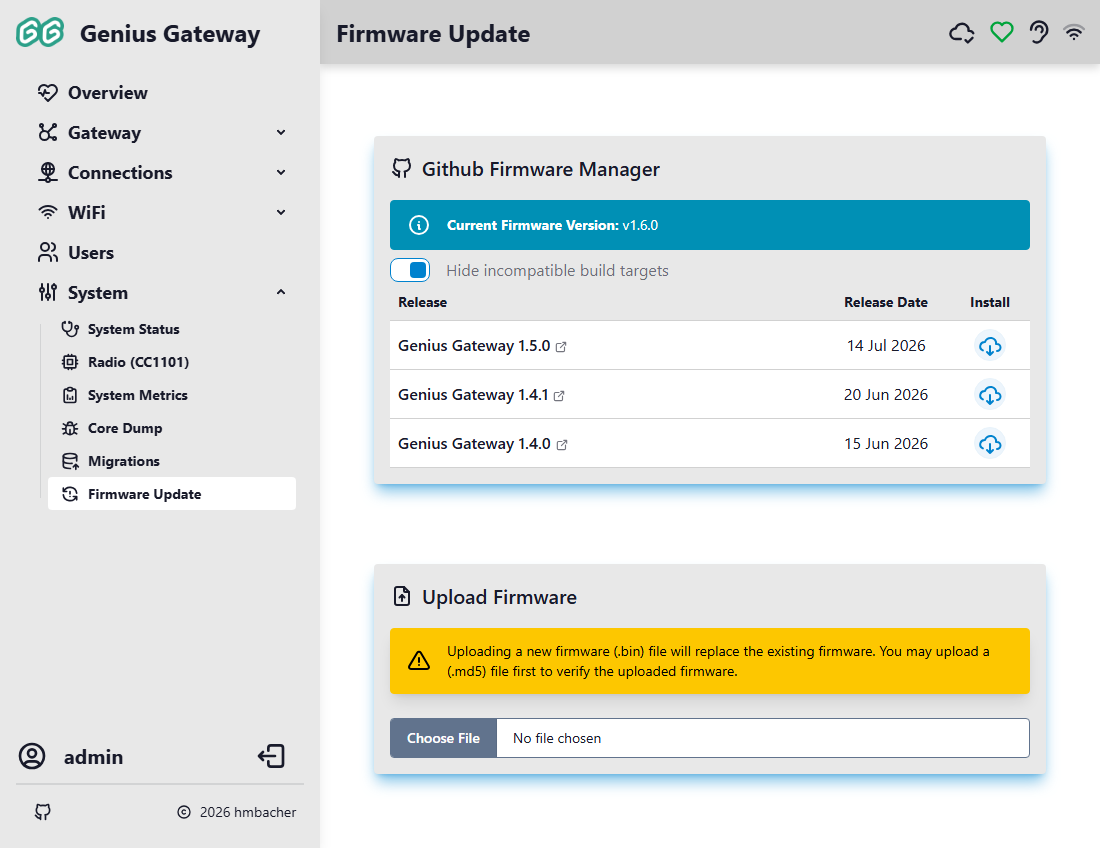 Genius Gateway
Overview
Gateway
Connections
WiFi
Users
System
System Status
Radio (CC1101)
System Metrics
Core Dump
Migrations
Firmware Update
admin
© 2026 hmbacher
Firmware Update
Github Firmware Manager
Current Firmware Version: v1.6.0
Hide incompatible build targets
Release Release Date Install
Genius Gateway 1.5.0 14 Jul 2026
Genius Gateway 1.4.1 20 Jun 2026
Genius Gateway 1.4.0 15 Jun 2026
Upload Firmware
Uploading a new firmware (.bin) file will replace the existing firmware. You may upload a
(.md5) file first to verify the uploaded firmware.
Choose File No file chosen